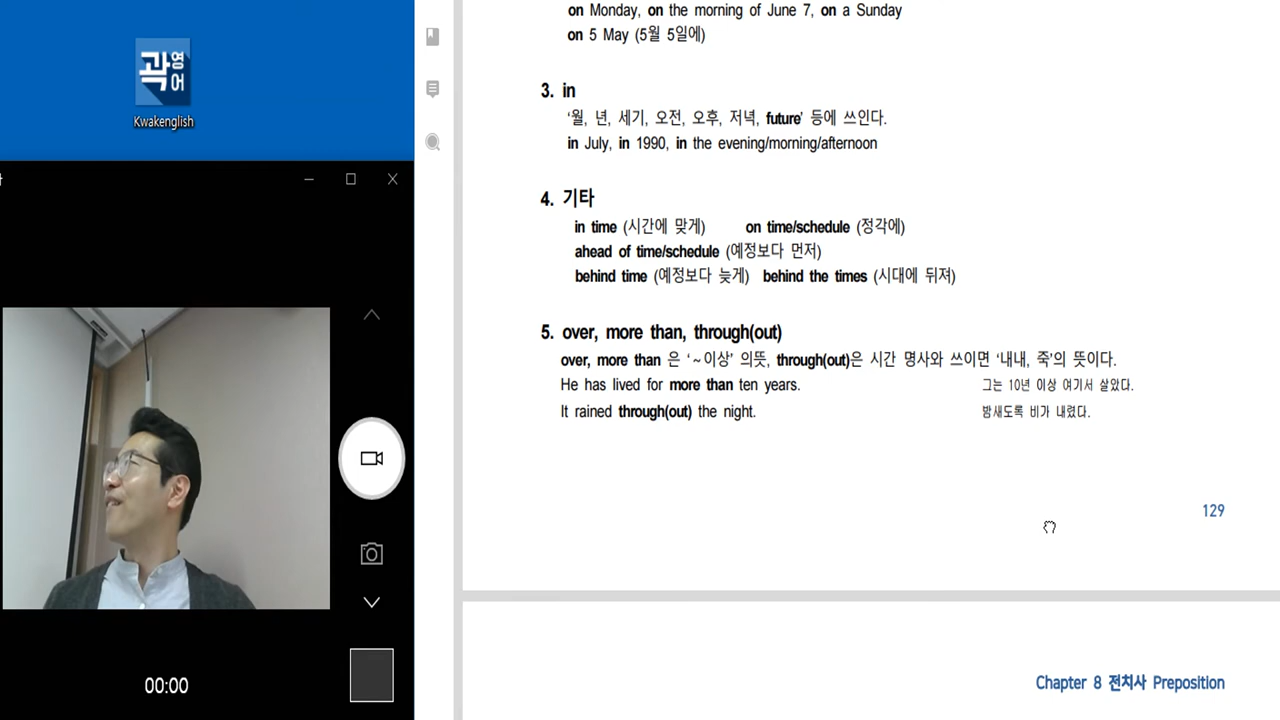 곽영어
Kwakenglish
00:00
on Monday, on the morning of June 7, on a Sunday
on 5 May (5월 5일에)
3. in
‘월, 년, 세기, 오전, 오후, 저녁, future’ 등에 쓰인다.
in July, in 1990, in the evening/morning/afternoon
4. 기타
in time (시간에 맞게) on time/schedule (정각에)
ahead of time/schedule (예정보다 먼저)
behind time (예정보다 늦게) behind the times (시대에 뒤져)
5. over, more than, through(out)
over, more than 은 ‘~이상’ 의뜻, through(out)은 시간 명사와 쓰이면 ‘내내, 죽’의 뜻이다.
He has lived for more than ten years. 그는 10년 이상 여기서 살았다.
It rained through(out) the night. 밤새도록 비가 내렸다.
129
Chapter 8 전치사 Preposition